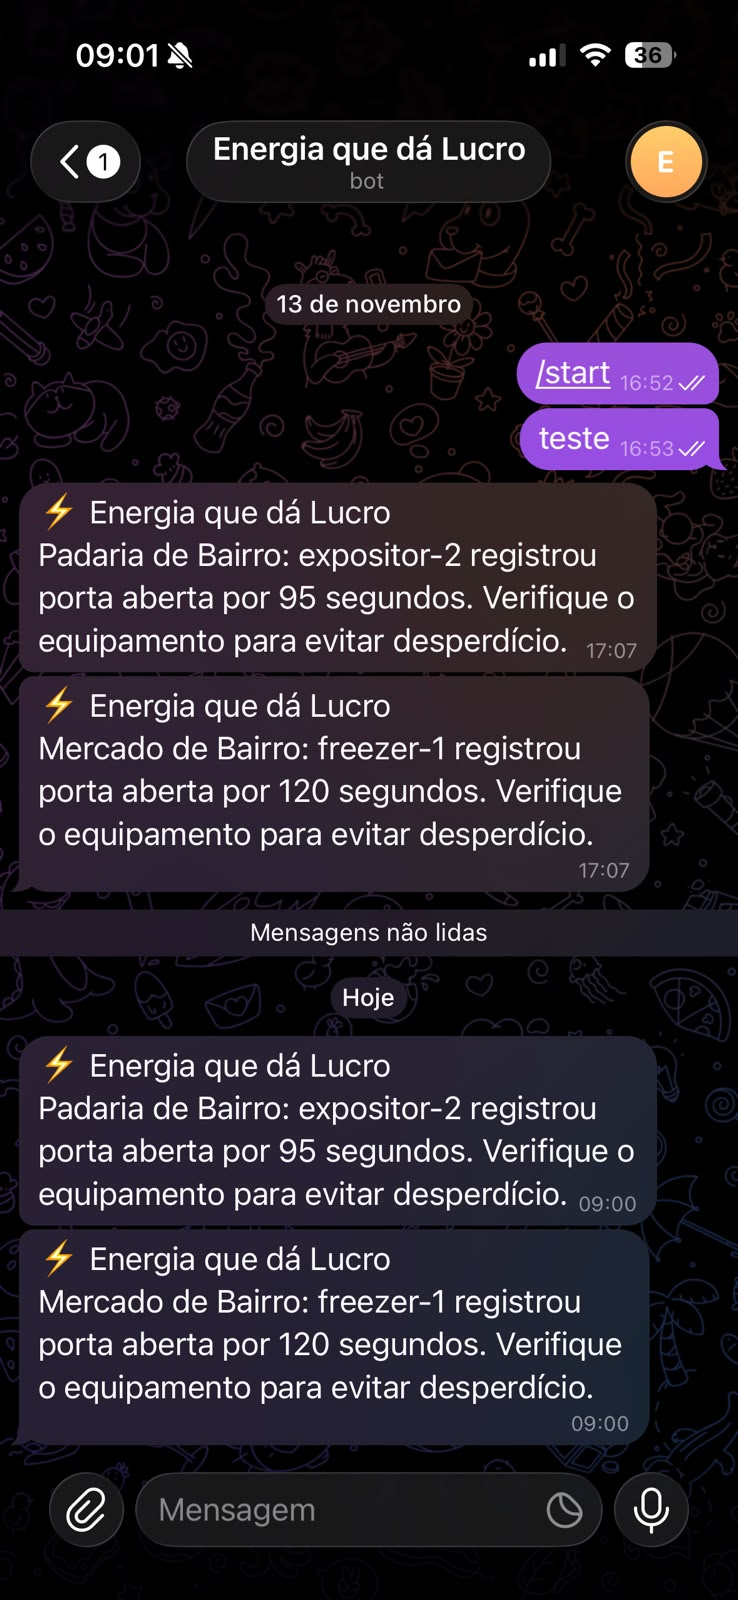 09:01
36
1
Energia que dá Lucro
bot
E
13 de novembro
/start 16:52
teste 16:53
⚡ Energia que dá Lucro
Padaria de Bairro: expositor-2 registrou
porta aberta por 95 segundos. Verifique o
equipamento para evitar desperdício. 17:07
⚡ Energia que dá Lucro
Mercado de Bairro: freezer-1 registrou
porta aberta por 120 segundos. Verifique
o equipamento para evitar desperdício.
17:07
Mensagens não lidas
Hoje
⚡ Energia que dá Lucro
Padaria de Bairro: expositor-2 registrou
porta aberta por 95 segundos. Verifique o
equipamento para evitar desperdício. 09:00
⚡ Energia que dá Lucro
Mercado de Bairro: freezer-1 registrou
porta aberta por 120 segundos. Verifique
o equipamento para evitar desperdício.
09:00
Mensagem